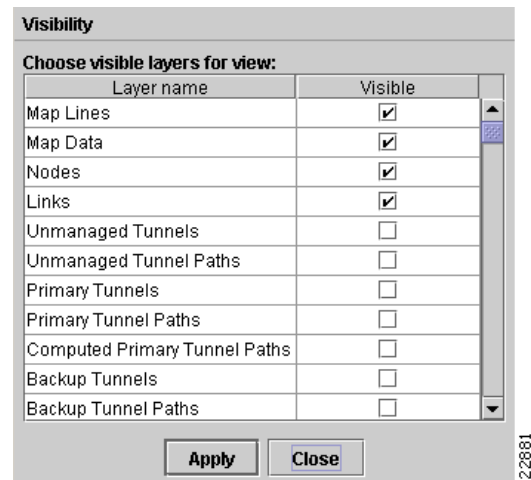 Visibility
Choose visible layers for view:
Layer name Visible
Map Lines
Map Data
Nodes
Links
Unmanaged Tunnels
Unmanaged Tunnel Paths
Primary Tunnels
Primary Tunnel Paths
Computed Primary Tunnel Paths
Backup Tunnels
Backup Tunnel Paths
Apply Close
22881